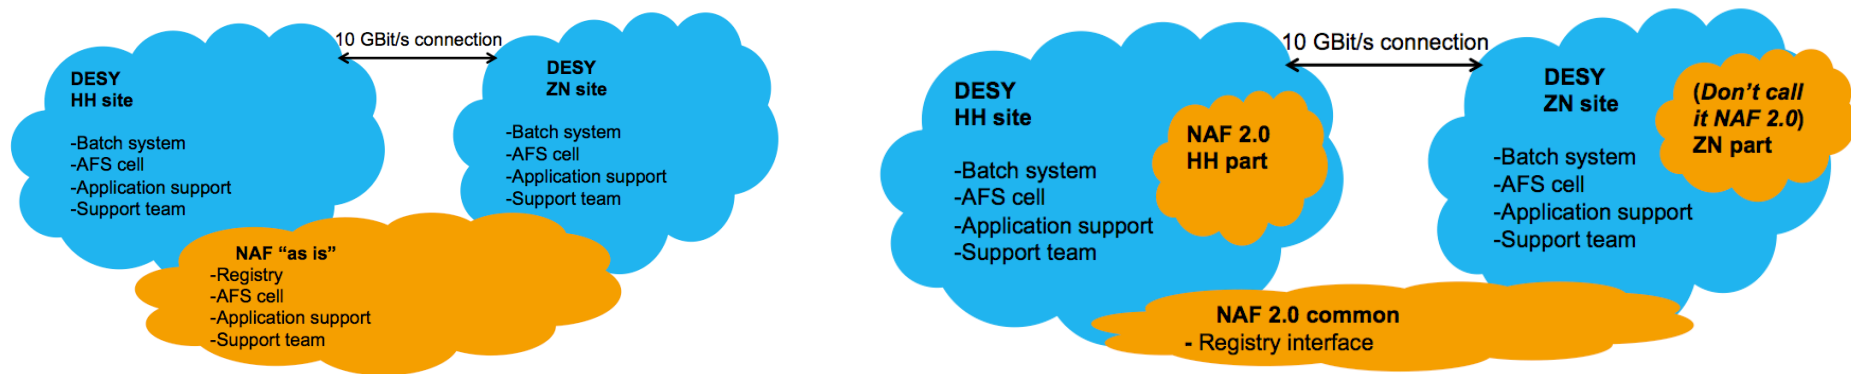 10 GBit/s connection
DESY
HH site
-Batch system
-AFS cell
-Application support
-Support team
DESY
ZN site
-Batch system
-AFS cell
-Application support
-Support team
NAF “as is”
-Registry
-AFS cell
-Application support
-Support team
10 GBit/s connection
DESY
HH site
-Batch system
-AFS cell
-Application support
-Support team
NAF 2.0
HH part
DESY
ZN site
-Batch system
-AFS cell
-Application support
-Support team
(Don’t call
it NAF 2.0)
ZN part
NAF 2.0 common
- Registry interface